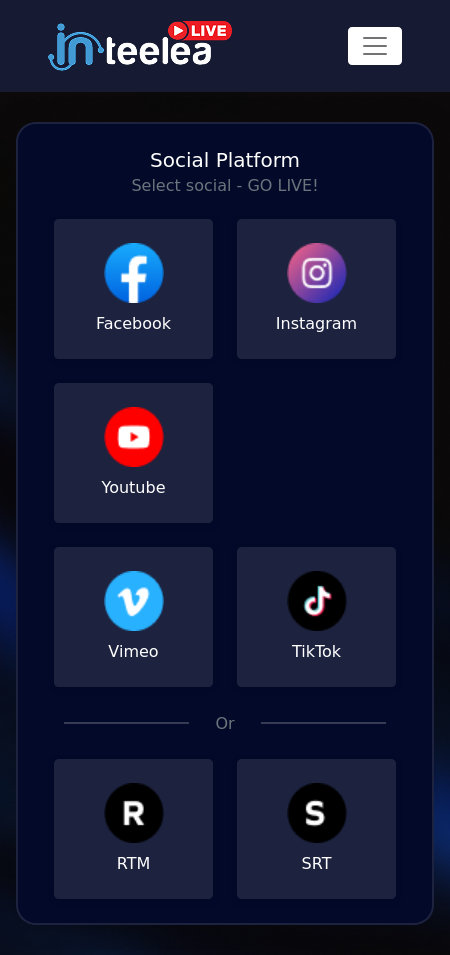 inteelea LIVE
Social Platform
Select social - GO LIVE!
Facebook
Instagram
Youtube
Vimeo
TikTok
Or
R
S
RTM
SRT